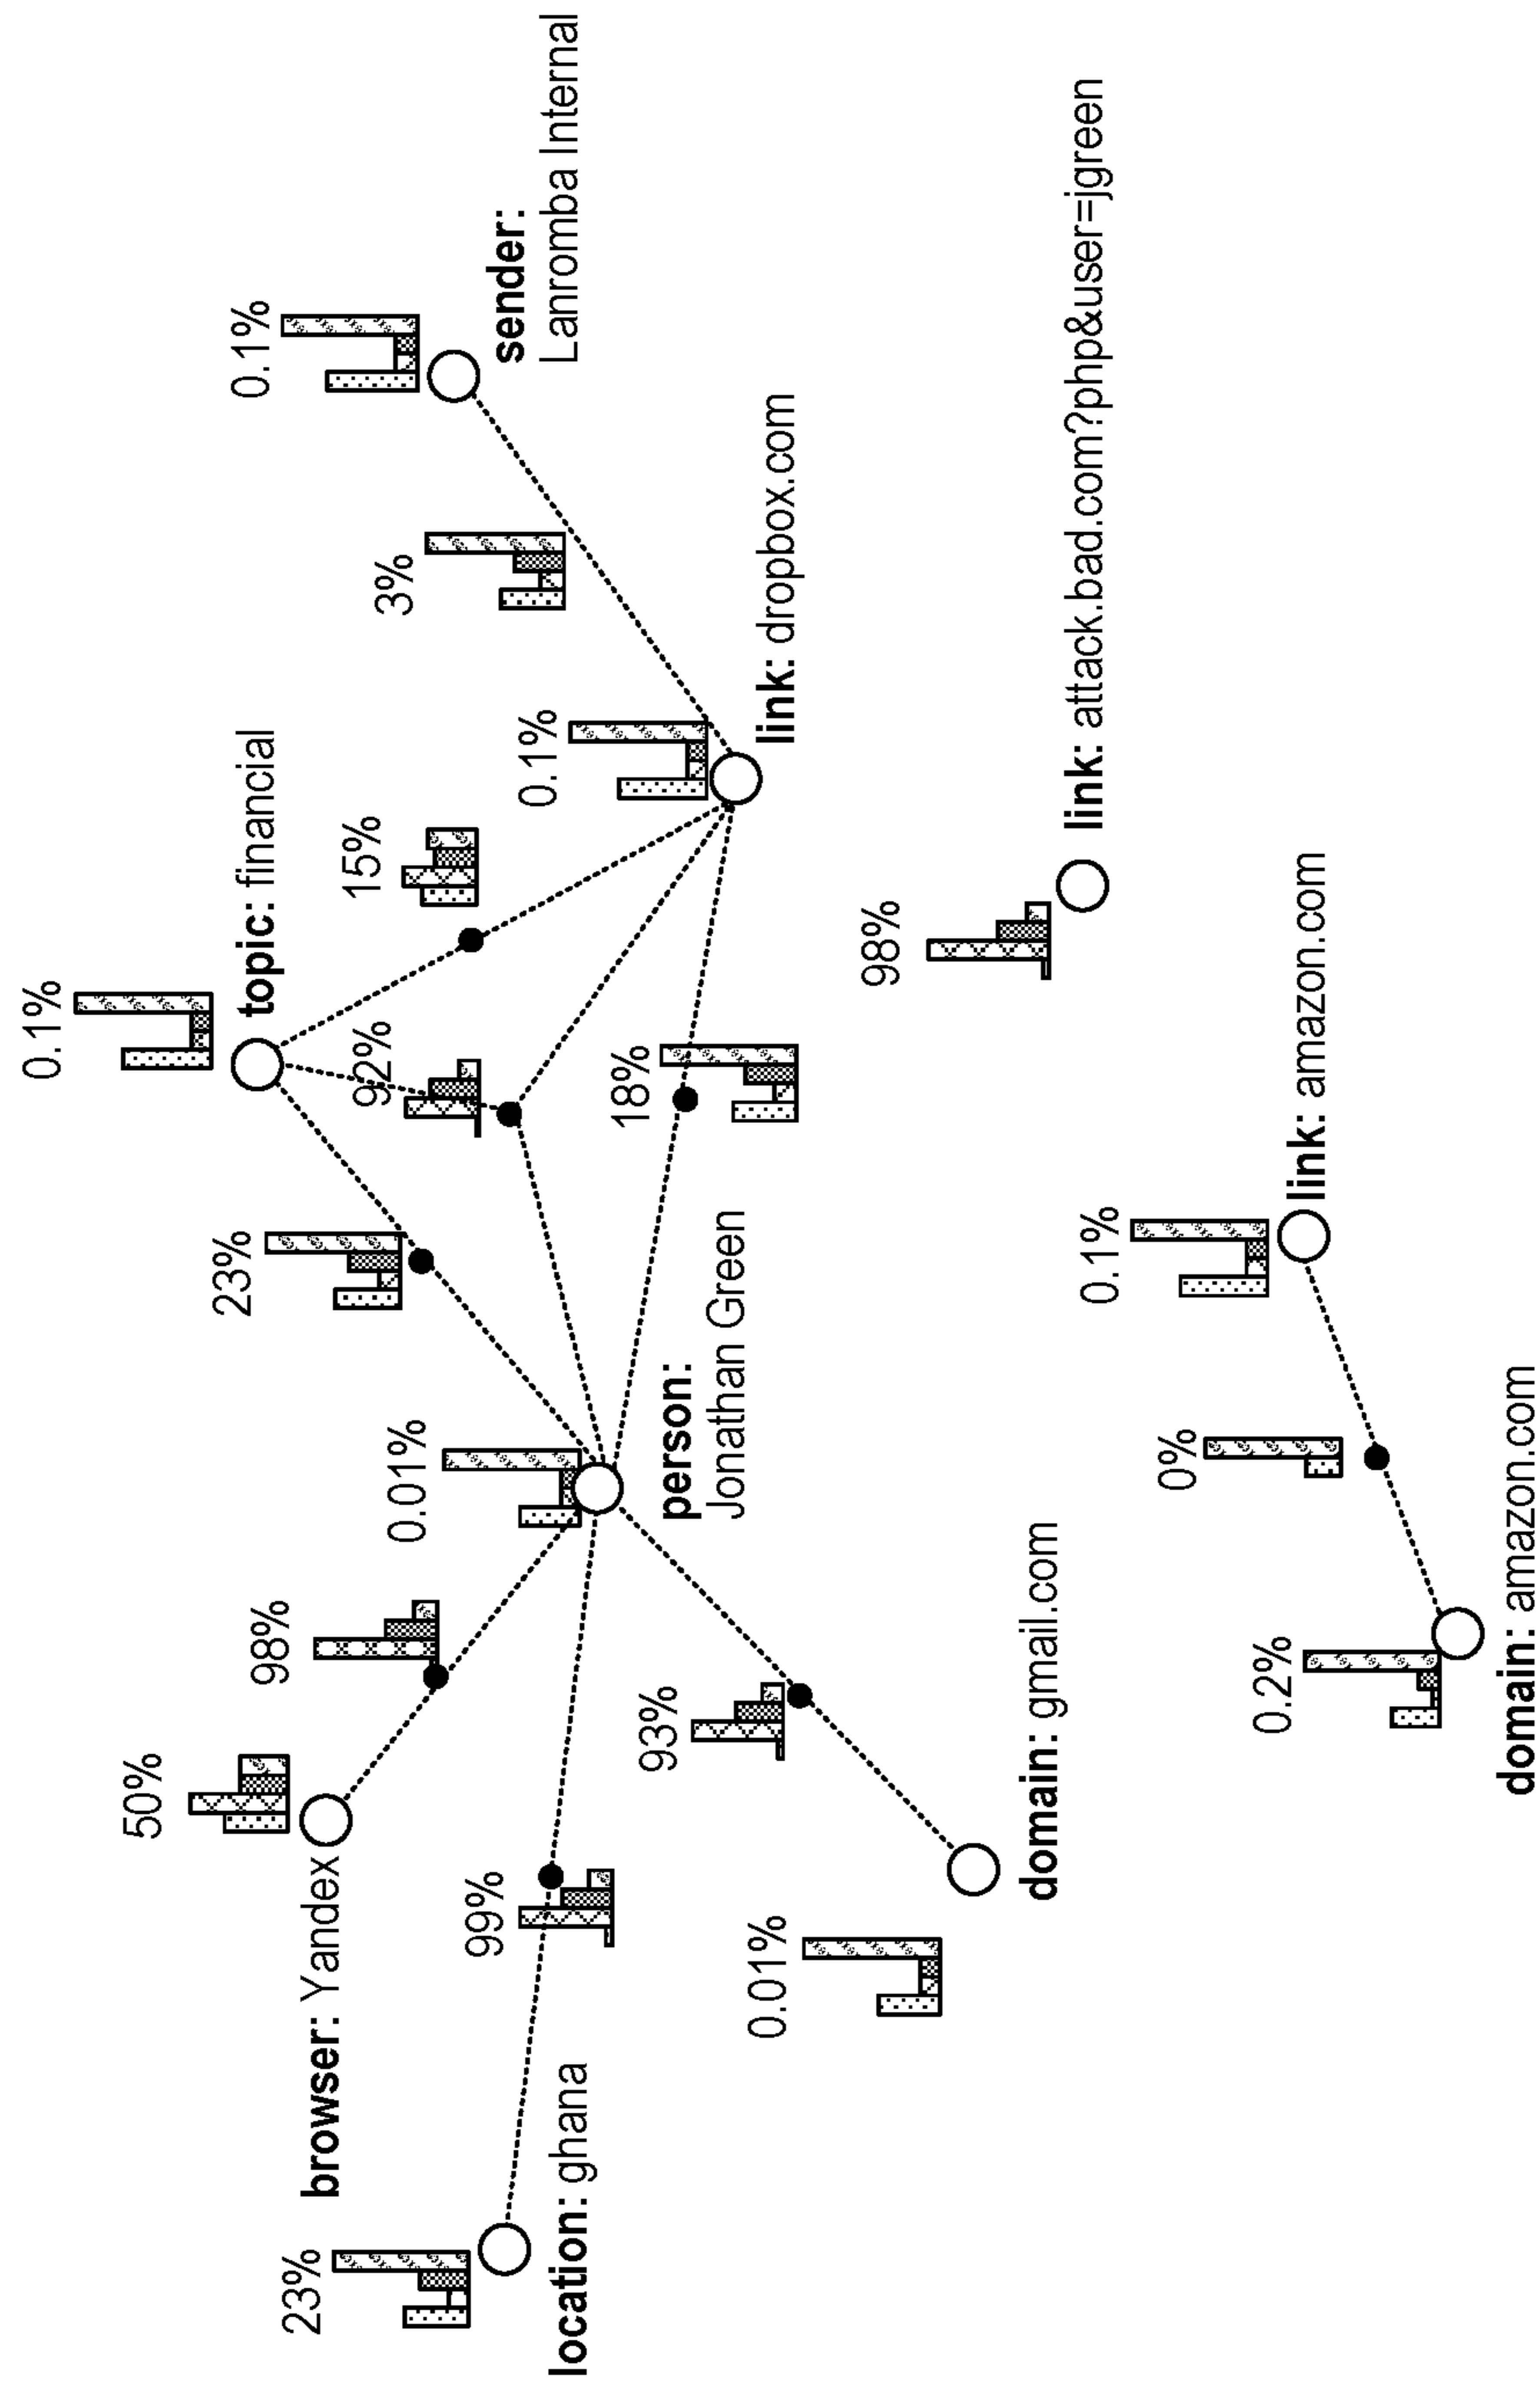 0.1%
topic: financial
0.1%
sender:
Lanromba Internal
50%
browser: Yandex
98%
23%
92%
15%
3%
23%
location: ghana
99%
0.01%
person:
Jonathan Green
18%
0.1%
link: dropbox.com
93%
0.01%
domain: gmail.com
98%
link: attack.bad.com?php&user=jgreen
0.2%
domain: amazon.com
0%
0.1%
link: amazon.com